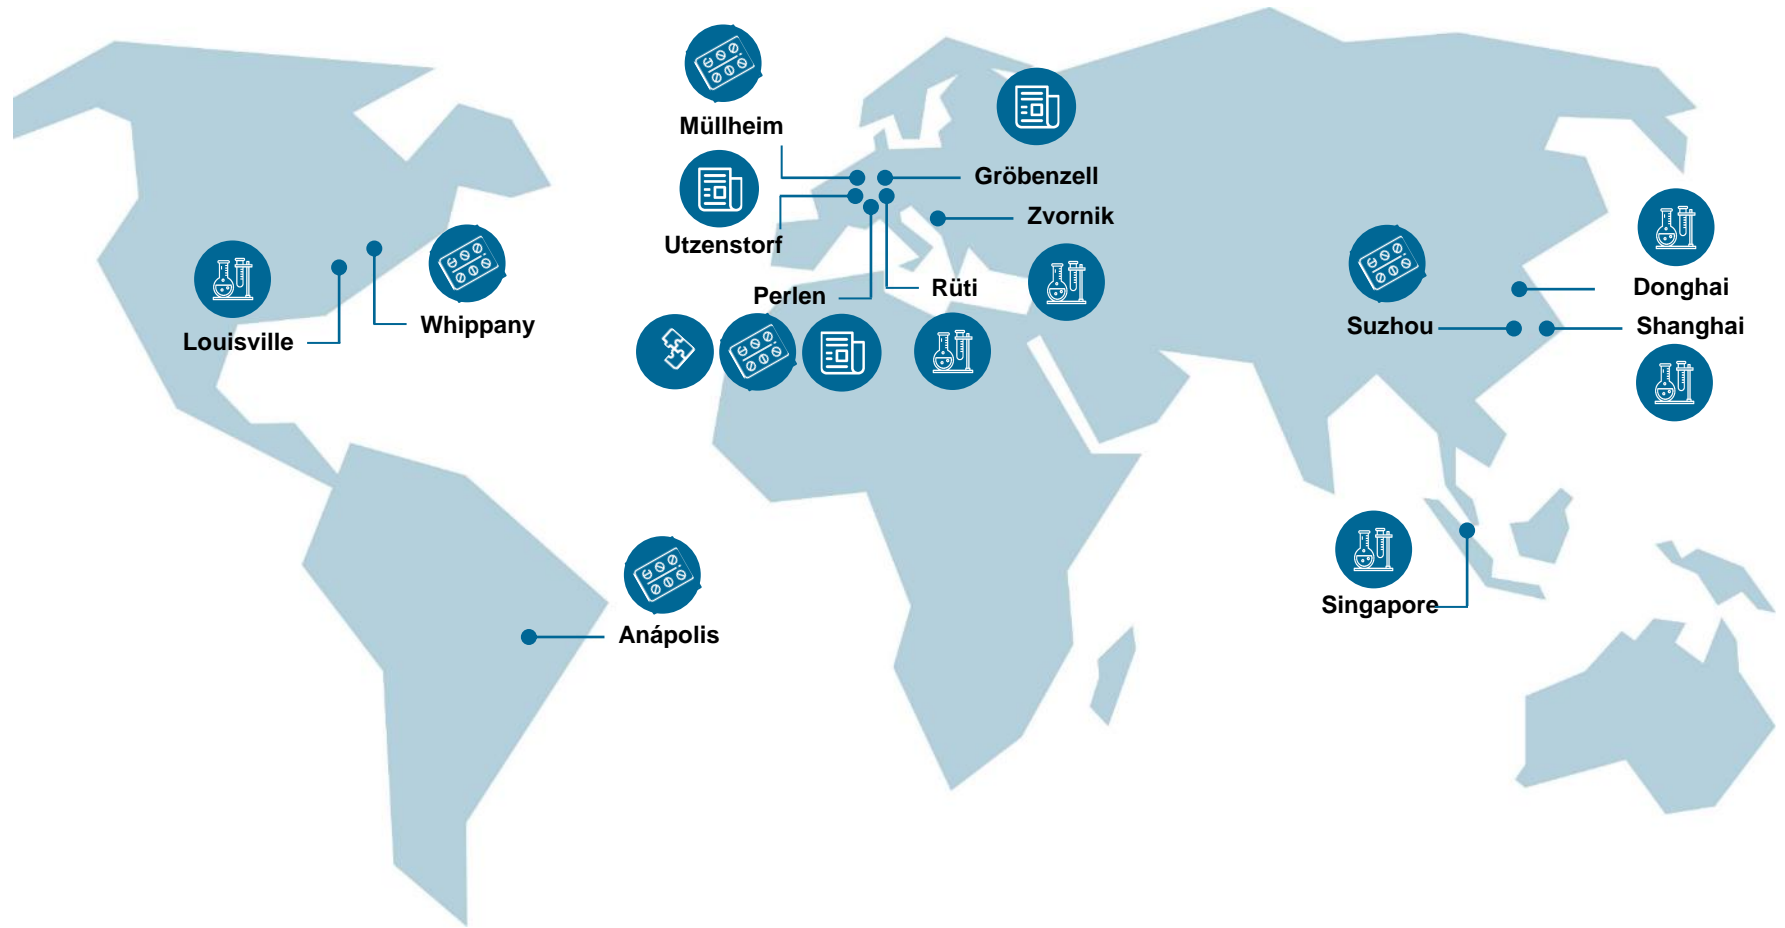 Müllheim
Gröbenzell
Utzenstorf
Zvornik
Perlen
Rüti
Louisville
Whippany
Suzhou
Donghai
Shanghai
Singapore
Anápolis